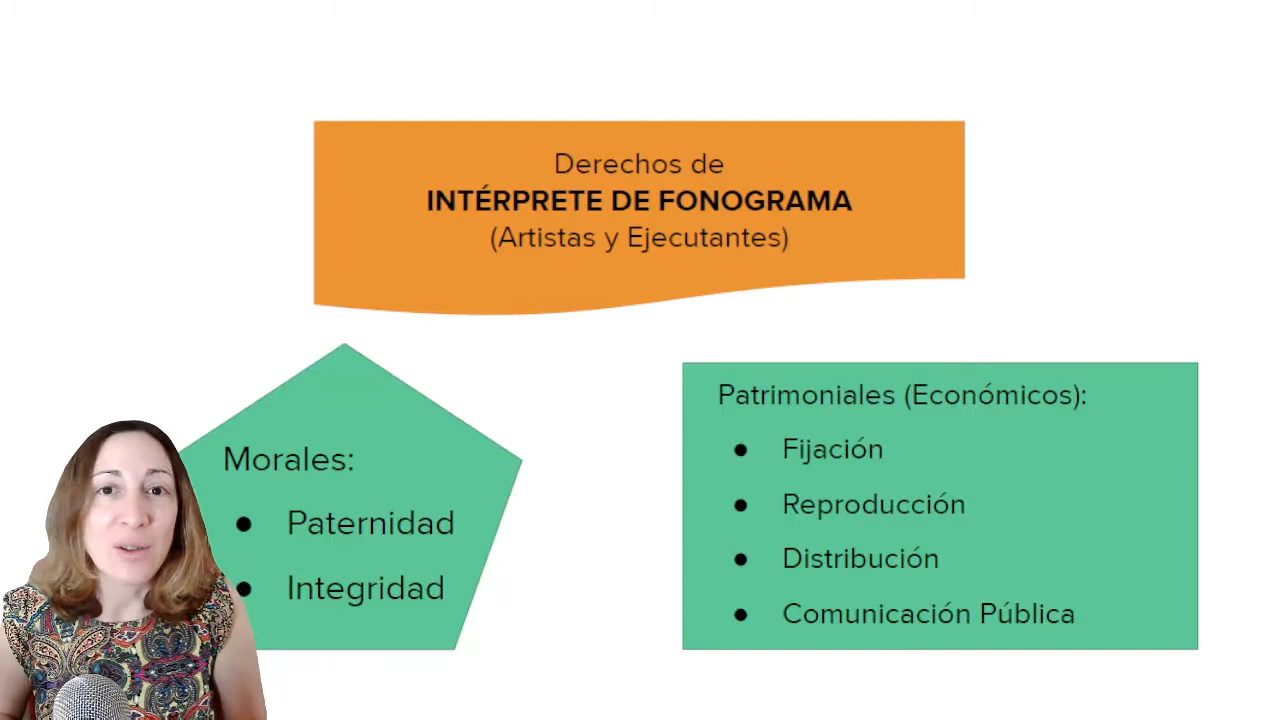 Derechos de
INTÉRPRETE DE FONOGRAMA
(Artistas y Ejecutantes)
Morales:
● Paternidad
● Integridad
Patrimoniales (Económicos):
● Fijación
● Reproducción
● Distribución
● Comunicación Pública